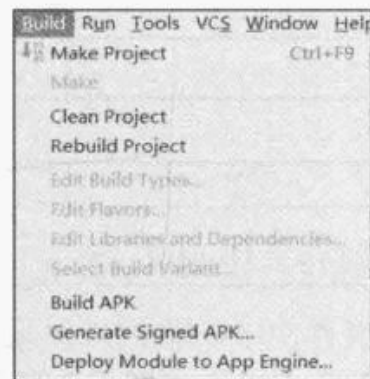 Build Run Tools VCS Window Help
Make Project Ctrl+F9
Make
Clean Project
Rebuild Project
Edit Build Types...
Edit Flavors...
Edit Libraries and Dependencies...
Select Build Variant...
Build APK
Generate Signed APK...
Deploy Module to App Engine...